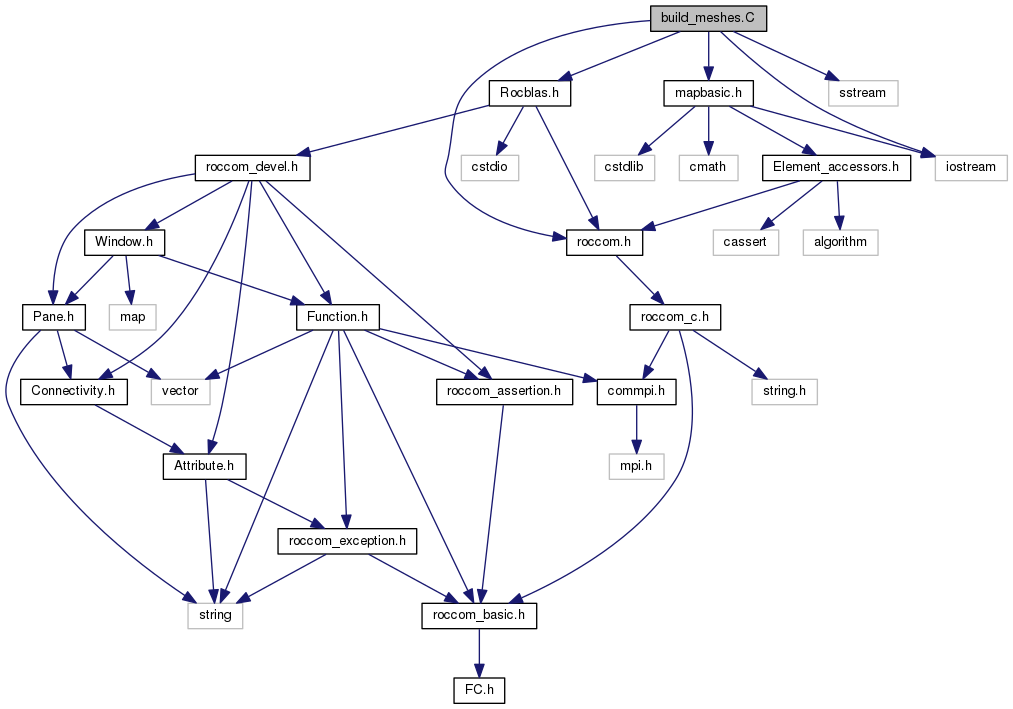 build_meshes.C
Rocblas.h
mapbasic.h
sstream
roccom_devel.h
cstdio
cstdlib
cmath
Element_accessors.h
iostream
Window.h
roccom.h
cassert
algorithm
Pane.h
map
Function.h
roccom_c.h
Connectivity.h
vector
roccom_assertion.h
commpi.h
string.h
Attribute.h
mpi.h
roccom_exception.h
string
roccom_basic.h
FC.h